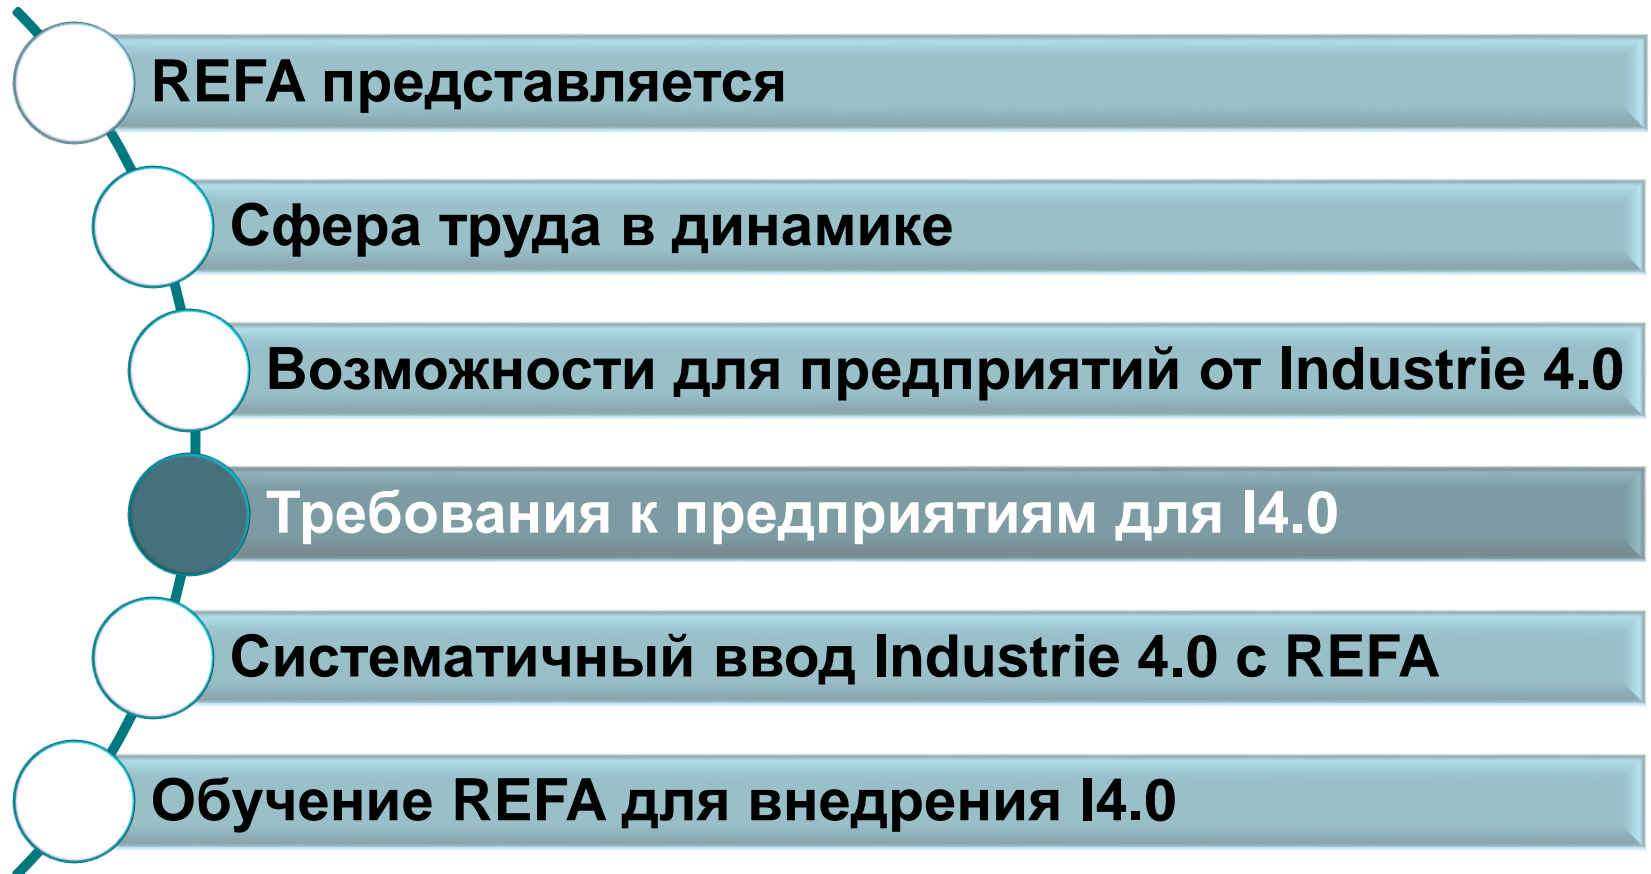 REFA представляется
Сфера труда в динамике
Возможности для предприятий от Industrie 4.0
Требования к предприятиям для I4.0
Систематичный ввод Industrie 4.0 с REFA
Обучение REFA для внедрения I4.0